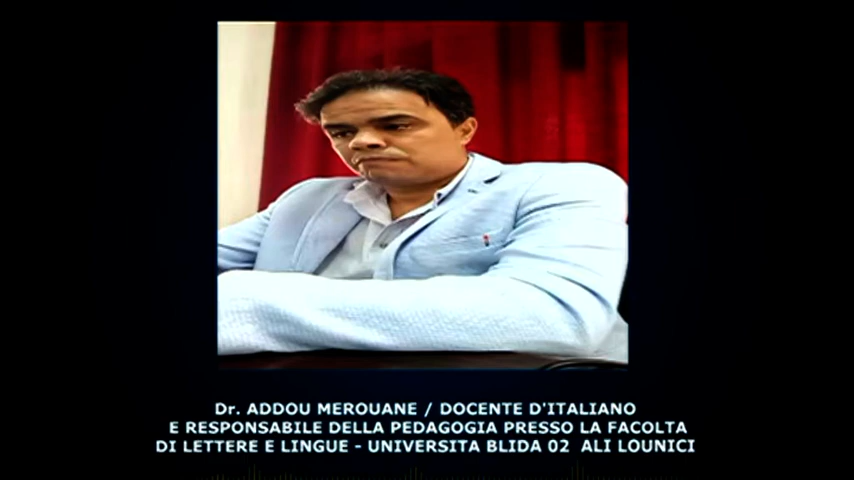 Dr. ADDOU MEROUANE / DOCENTE D'ITALIANO
E RESPONSABILE DELLA PEDAGOGIA PRESSO LA FACOLTA
DI LETTERE E LINGUE - UNIVERSITA BLIDA 02 ALI LOUNICI